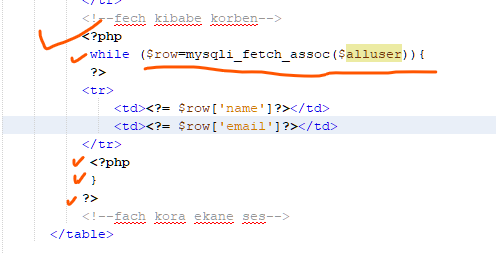 </tr>
<!--fech kibabe korben-->
<?php
while ($row=mysqli_fetch_assoc($alluser)){
?>
<tr>
<td><?= $row['name']?></td>
<td><?= $row['email']?></td>
</tr>
<?php
}
?>
<!--fach kora ekane ses-->
</table>